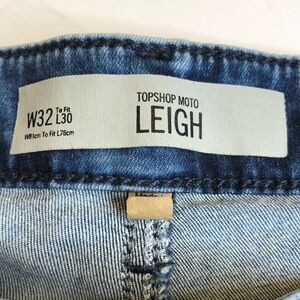 TOPSHOP MOTO
LEIGH
W32 To Fit L30
W81cm To Fit L76cm